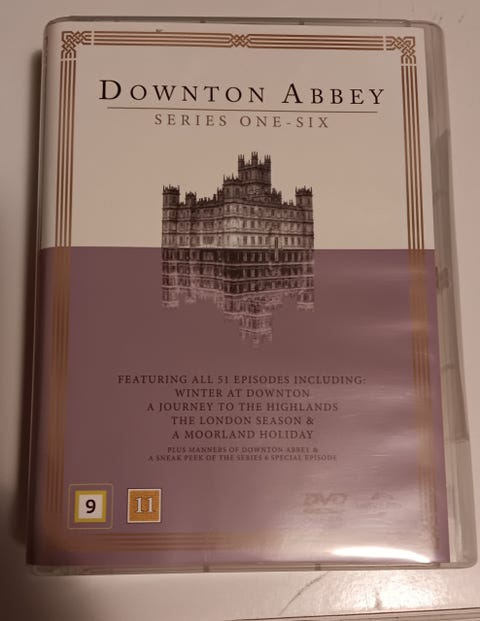 DOWNTON ABBEY
SERIES ONE-SIX
FEATURING ALL 51 EPISODES INCLUDING:
WINTER AT DOWNTON
A JOURNEY TO THE HIGHLANDS
THE LONDON SEASON &
A MOORLAND HOLIDAY
PLUS MANNERS OF DOWNTON ABBEY &
A SNEAK PEEK OF THE SERIES 6 SPECIAL EPISODE
9
11
DVD